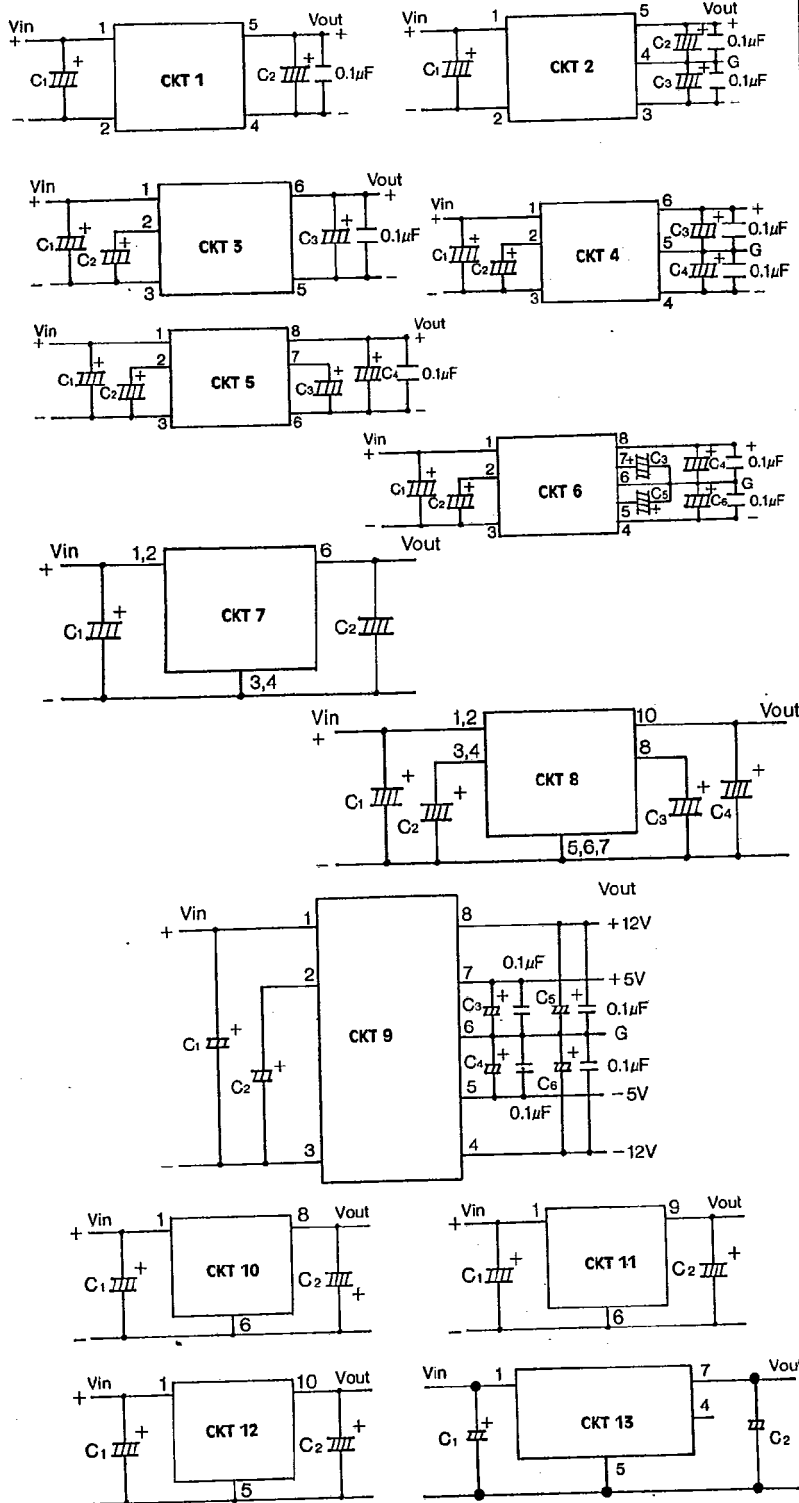 Vin 1 5 Vout
+ +
C1 + CKT 1 C2 + 0.1µF
− 2 4 −
1 5 Vout
Vin + +
+ C2 0.1µF
C1 + CKT 2 4 G
C3 + 0.1µF
− 2 3 −
Vin 1 6 Vout
+ 2 +
C1 + C2 + CKT 3 C3 + 0.1µF
− 3 5 −
Vin 1 6 +
+ 2 C3 + 0.1µF
C1 + C2 + CKT 4 5 G
C4 + 0.1µF
− 3 4 −
Vin 1 8 Vout
+ 2 7 +
C1 + C2 + CKT 5 C3 + C4 + 0.1µF
− 3 6 −
Vin 1 8 +
+ 2 7 + C3 C4 + 0.1µF
C1 + C2 + CKT 6 6 G
5 C5 + C6 + 0.1µF
− 3 4 −
Vin 1,2 6 Vout
+
C1 + CKT 7 C2
− 3,4
Vin 1,2 10 Vout
+ 3,4 8
C1 + C2 + CKT 8 C3 + C4 +
− 5,6,7
Vout
Vin 1 8 +12V
+
2 7 0.1µF +5V
C3 + C5 + 0.1µF
CKT 9 6 G
C1 + C4 + C6 + 0.1µF
C2 + 5 −5V
0.1µF
− 3 4 −12V
Vin 1 8 Vout
+
C1 + CKT 10 C2 +
− 6
Vin 1 9 Vout
+
C1 + CKT 11 C2 +
− 6
Vin 1 10 Vout
+
C1 + CKT 12 C2 +
− 5
Vin 1 7 Vout
4
C1 + CKT 13 C2
5